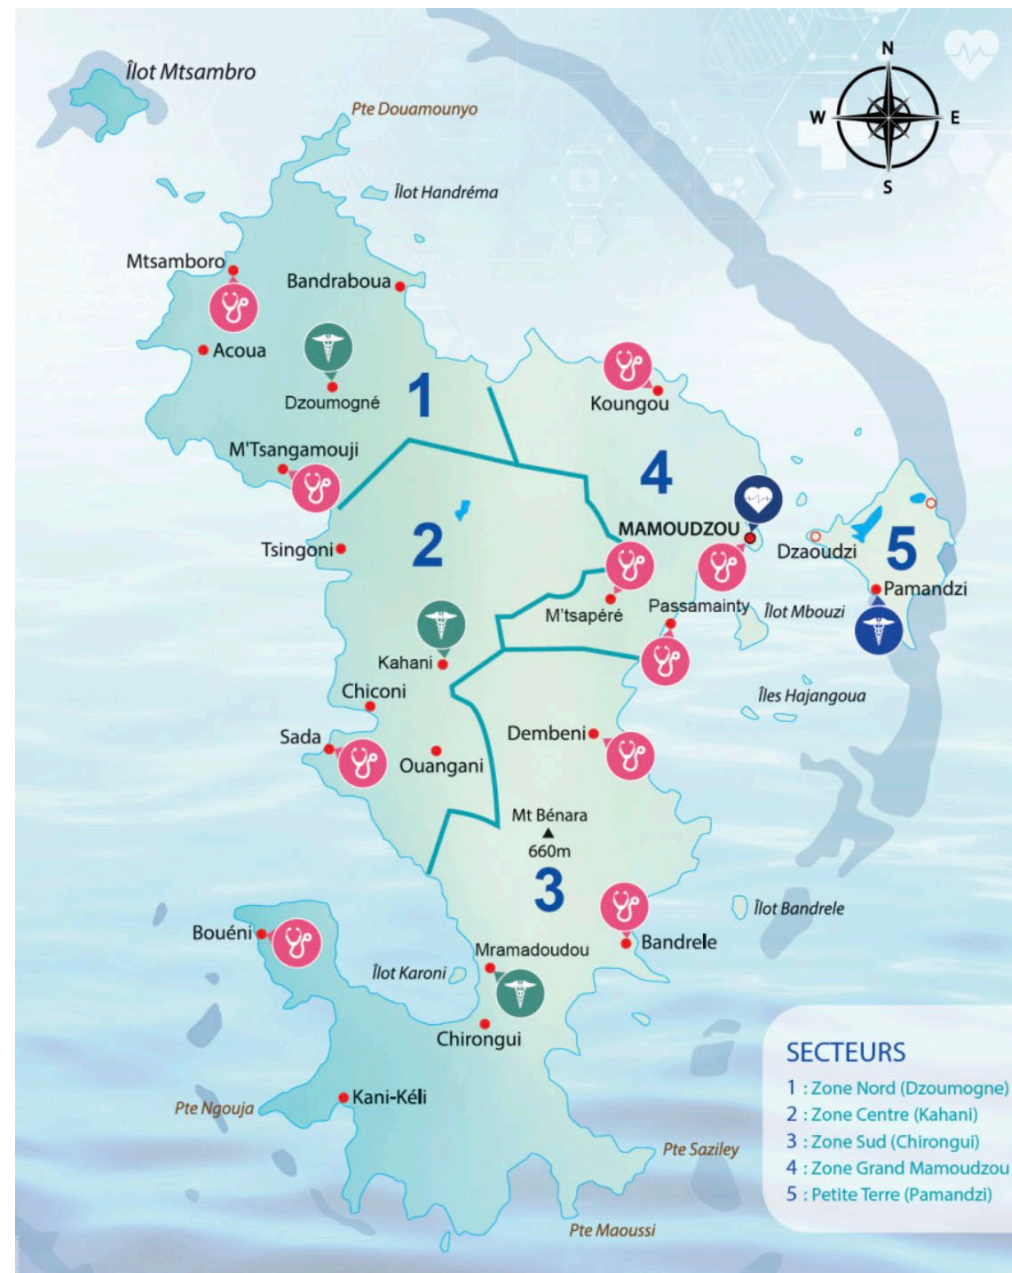 Îlot Mtsambro
Pte Douamounyo
N
W
E
S
Îlot Handréma
Mtsamboro
Bandraboua
Acoua
Dzoumogné
1
Koungou
M'Tsangamouji
4
2
MAMOUDZOU
Tsingoni
Dzaoudzi
5
Pamandzi
M'tsapéré
Passamainty
Îlot Mbouzi
Kahani
Chiconi
Îles Hajangoua
Sada
Ouangani
Dembeni
Mt Bénara
660m
3
Îlot Bandrele
Bouéni
Bandrele
Mramadoudou
Îlot Karoni
Chirongui
Kani-Kéli
Pte Ngouja
Pte Saziley
Pte Maoussi
SECTEURS
1 : Zone Nord (Dzoumogne)
2 : Zone Centre (Kahani)
3 : Zone Sud (Chirongui)
4 : Zone Grand Mamoudzou
5 : Petite Terre (Pamandzi)